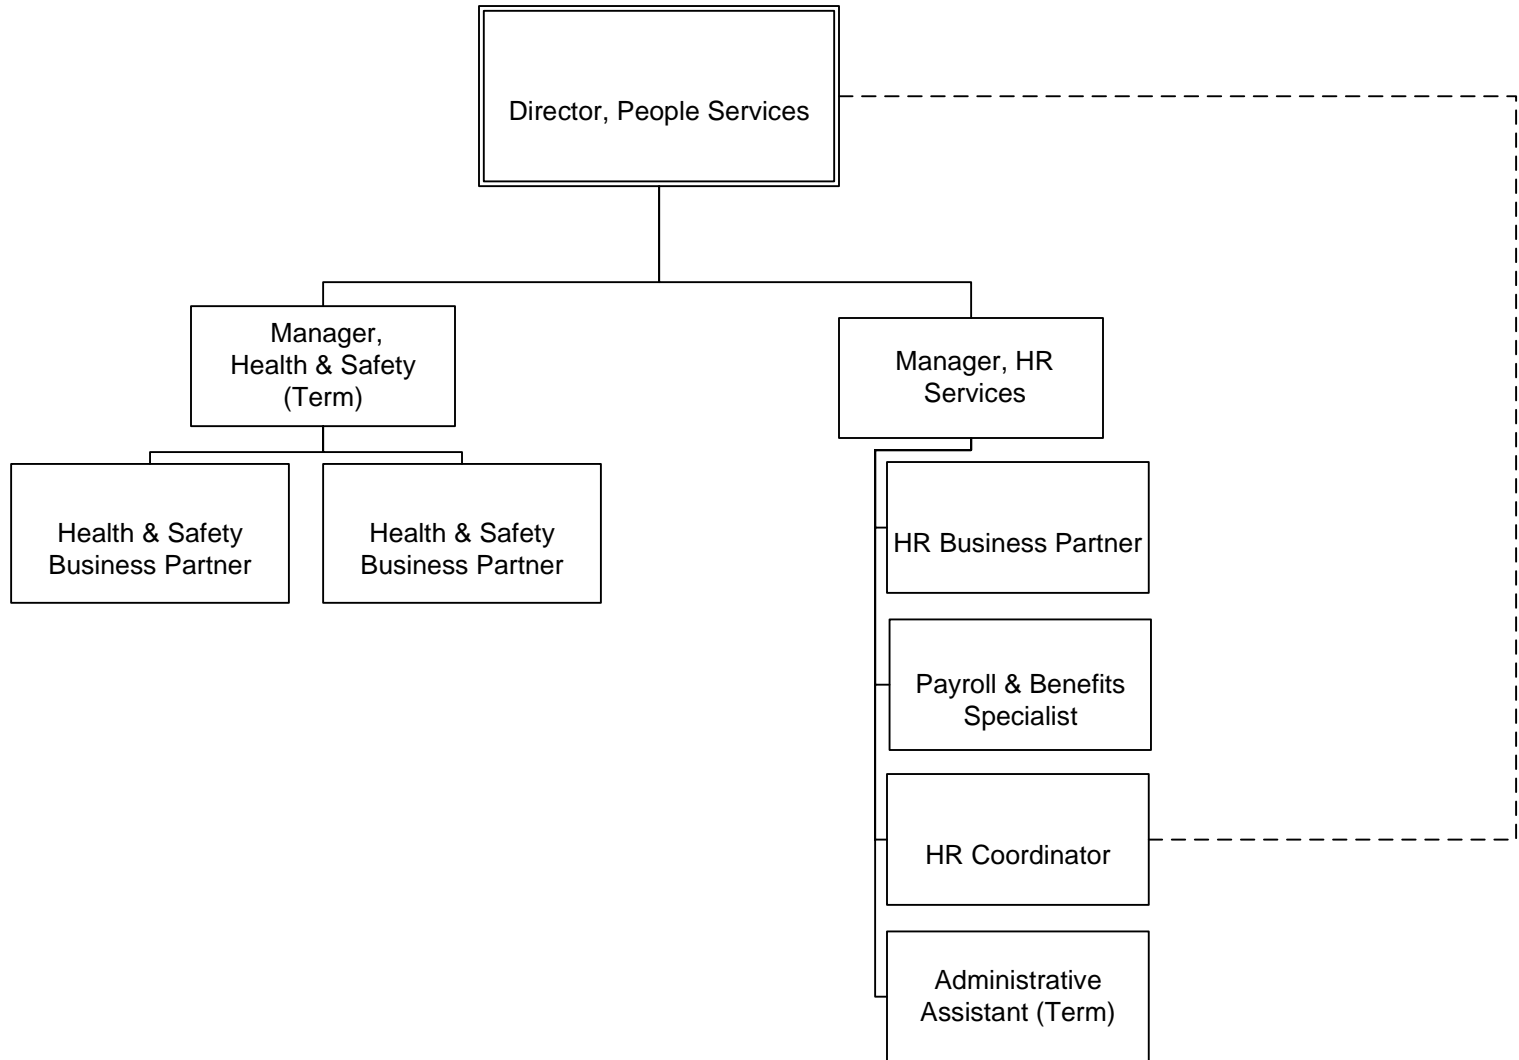 Director, People Services
Manager,
Health & Safety
(Term)
Manager, HR
Services
Health & Safety
Business Partner
Health & Safety
Business Partner
HR Business Partner
Payroll & Benefits
Specialist
HR Coordinator
Administrative
Assistant (Term)